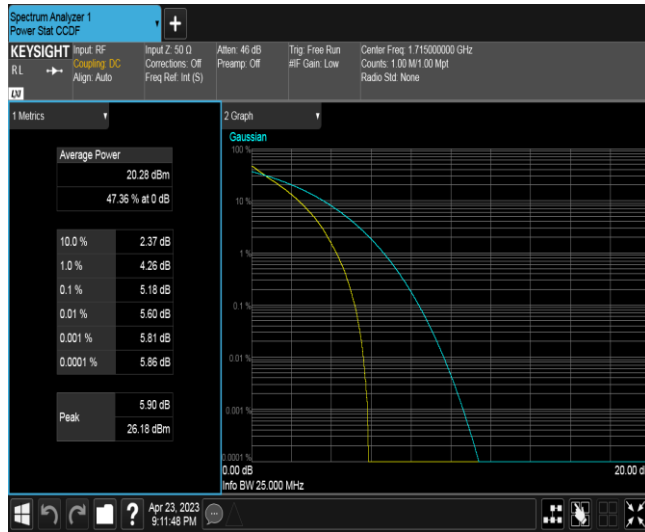 Spectrum Analyzer 1
Power Stat CCDF
+
KEYSIGHT
RL
Input: RF
Coupling: DC
Align: Auto
Input Z: 50 Ω
Corrections: Off
Freq Ref: Int (S)
Atten: 46 dB
Preamp: Off
Trig: Free Run
#IF Gain: Low
Center Freq: 1.715000000 GHz
Counts: 1.00 M/1.00 Mpt
Radio Std: None
1 Metrics
Average Power
20.28 dBm
47.36 % at 0 dB
10.0 % 2.37 dB
1.0 % 4.26 dB
0.1 % 5.18 dB
0.01 % 5.60 dB
0.001 % 5.81 dB
0.0001 % 5.86 dB
Peak
5.90 dB
26.18 dBm
2 Graph
Gaussian
100 %
10 %
1 %
0.1 %
0.01 %
0.001 %
0.0001 %
0.00 dB
20.00 d
Info BW 25.000 MHz
?
Apr 23, 2023
9:11:48 PM